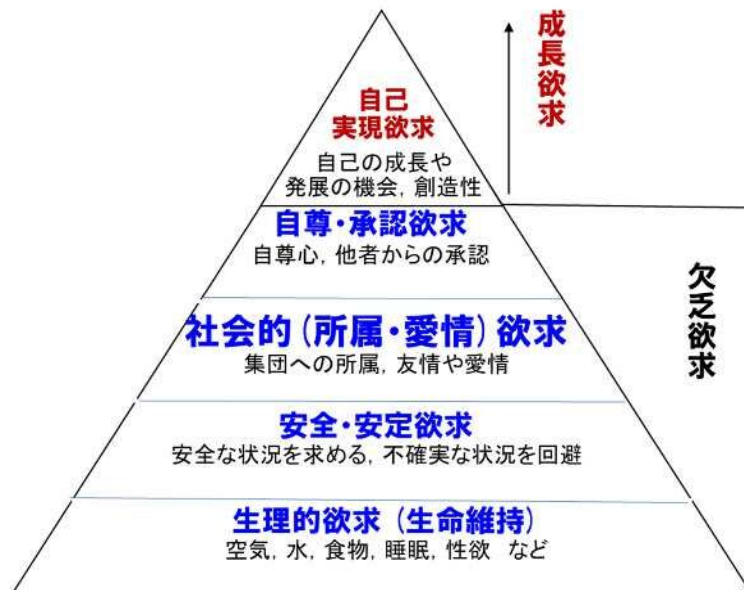 成長欲求
自己
実現欲求
自己の成長や
発展の機会, 創造性
自尊・承認欲求
自尊心, 他者からの承認
欠乏欲求
社会的（所属・愛情）欲求
集団への所属, 友情や愛情
安全・安定欲求
安全な状況を求める, 不確実な状況を回避
生理的欲求（生命維持）
空気, 水, 食物, 睡眠, 性欲 など